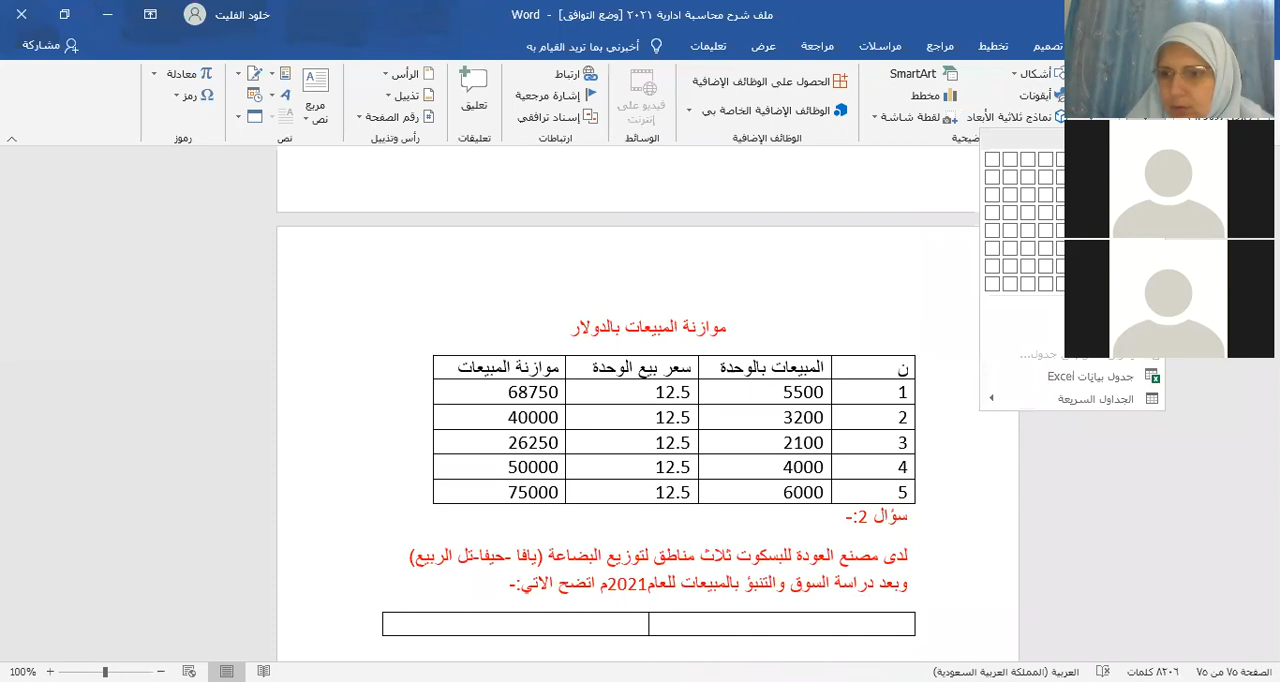 ملف شرح محاسبة ادارية ٢٠٢١ [وضع التوافق] - Word
خلود الفليت
تصميم تخطيط مراجع مراسلات مراجعة عرض تعليمات أخبرني بما تريد القيام به
مشاركة
أشكال
أيقونات
نماذج ثلاثية الأبعاد
SmartArt
مخطط
لقطة شاشة
الحصول على الوظائف الإضافية
الوظائف الإضافية الخاصة بي
الوظائف الإضافية
فيديو على إنترنت
الوسائط
ارتباط
إشارة مرجعية
إسناد ترافقي
ارتباطات
تعليق
تعليقات
الرأس
تذييل
رقم الصفحة
رأس وتذييل
مربع نص
نص
معادلة
رمز
رموز
جدول بيانات Excel
الجداول السريعة
موازنة المبيعات بالدولار
ن المبيعات بالوحدة سعر بيع الوحدة موازنة المبيعات
1 5500 12.5 68750
2 3200 12.5 40000
3 2100 12.5 26250
4 4000 12.5 50000
5 6000 12.5 75000
سؤال 2:-
لدى مصنع العودة للبسكوت ثلاث مناطق لتوزيع البضاعة (يافا -حيفا-تل الربيع)
وبعد دراسة السوق والتنبؤ بالمبيعات للعام2021م اتضح الاتي:-
الصفحة ٧٥ من ٧٥ ٨٢٠٦ كلمات العربية (المملكة العربية السعودية)
100%